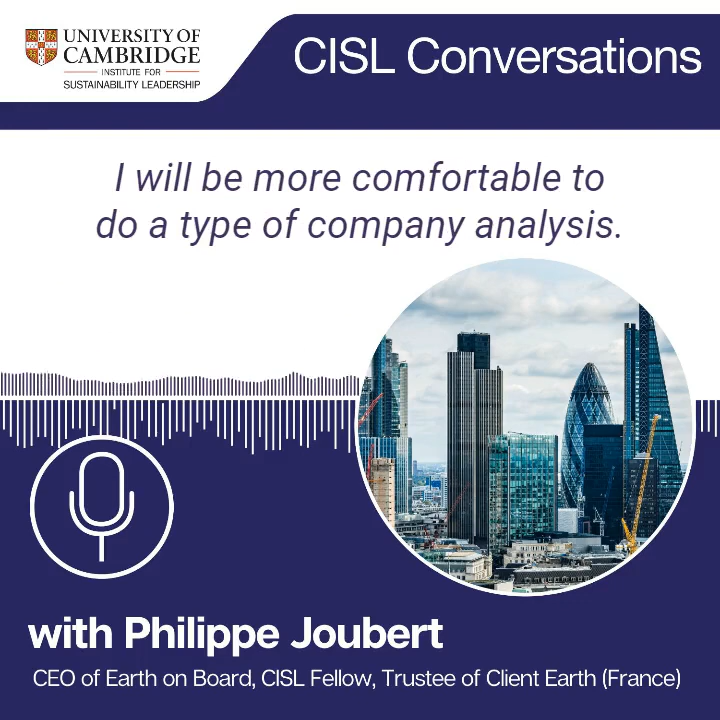 UNIVERSITY OF
CAMBRIDGE
INSTITUTE FOR
SUSTAINABILITY LEADERSHIP
CISL Conversations
I will be more comfortable to
do a type of company analysis.
with Philippe Joubert
CEO of Earth on Board, CISL Fellow, Trustee of Client Earth (France)